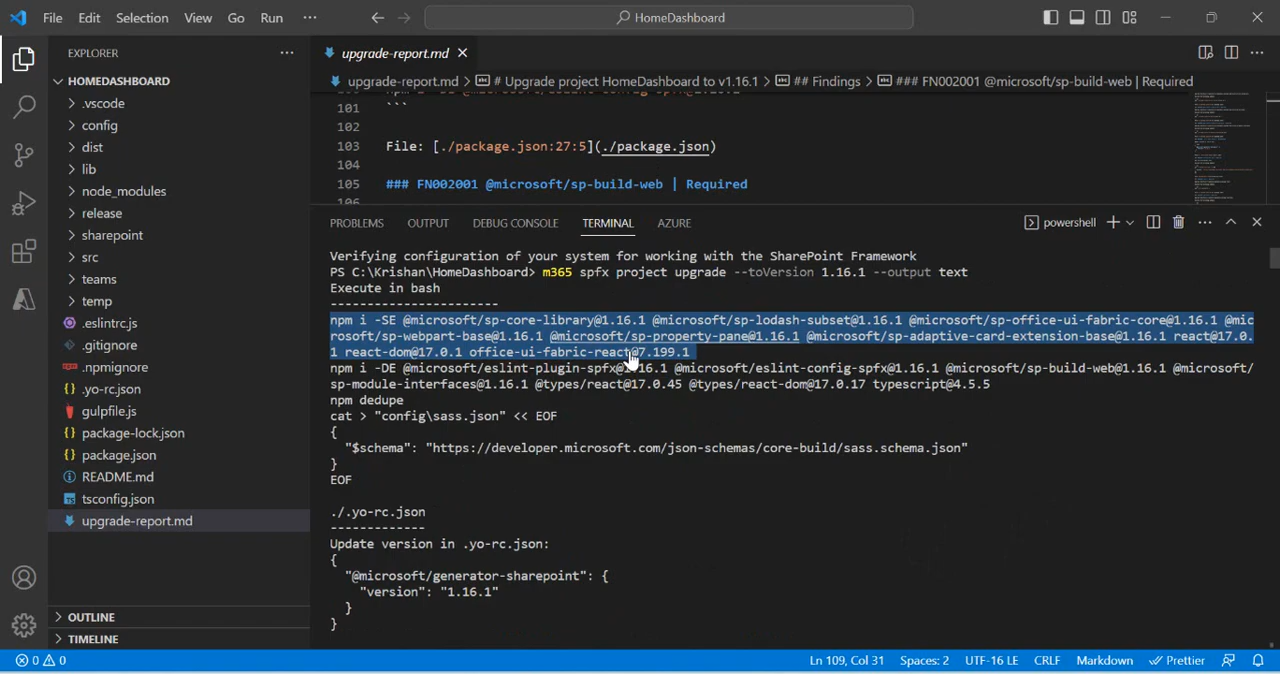 File Edit Selection View Go Run ··· HomeDashboard
EXPLORER ···
HOMEDASHBOARD
.vscode
config
dist
lib
node_modules
release
sharepoint
src
teams
temp
.eslintrc.js
.gitignore
.npmignore
.yo-rc.json
gulpfile.js
package-lock.json
package.json
README.md
tsconfig.json
upgrade-report.md
OUTLINE
TIMELINE
upgrade-report.md
upgrade-report.md > # Upgrade project HomeDashboard to v1.16.1 > ## Findings > ### FN002001 @microsoft/sp-build-web | Required
101 ```
102
103 File: [./package.json:27:5](./package.json)
104
105 ### FN002001 @microsoft/sp-build-web | Required
106
PROBLEMS OUTPUT DEBUG CONSOLE TERMINAL AZURE powershell
Verifying configuration of your system for working with the SharePoint Framework
PS C:\Krishan\HomeDashboard> m365 spfx project upgrade --toVersion 1.16.1 --output text
Execute in bash
-----------------------
npm i -SE @microsoft/sp-core-library@1.16.1 @microsoft/sp-lodash-subset@1.16.1 @microsoft/sp-office-ui-fabric-core@1.16.1 @mic
rosoft/sp-webpart-base@1.16.1 @microsoft/sp-property-pane@1.16.1 @microsoft/sp-adaptive-card-extension-base@1.16.1 react@17.0.
1 react-dom@17.0.1 office-ui-fabric-react@7.199.1
npm i -DE @microsoft/eslint-plugin-spfx@1.16.1 @microsoft/eslint-config-spfx@1.16.1 @microsoft/sp-build-web@1.16.1 @microsoft/
sp-module-interfaces@1.16.1 @types/react@17.0.45 @types/react-dom@17.0.17 typescript@4.5.5
npm dedupe
cat > "config\sass.json" << EOF
{
"$schema": "https://developer.microsoft.com/json-schemas/core-build/sass.schema.json"
}
EOF
./.yo-rc.json
-------------
Update version in .yo-rc.json:
{
"@microsoft/generator-sharepoint": {
"version": "1.16.1"
}
}
0 0 Ln 109, Col 31 Spaces: 2 UTF-16 LE CRLF Markdown Prettier